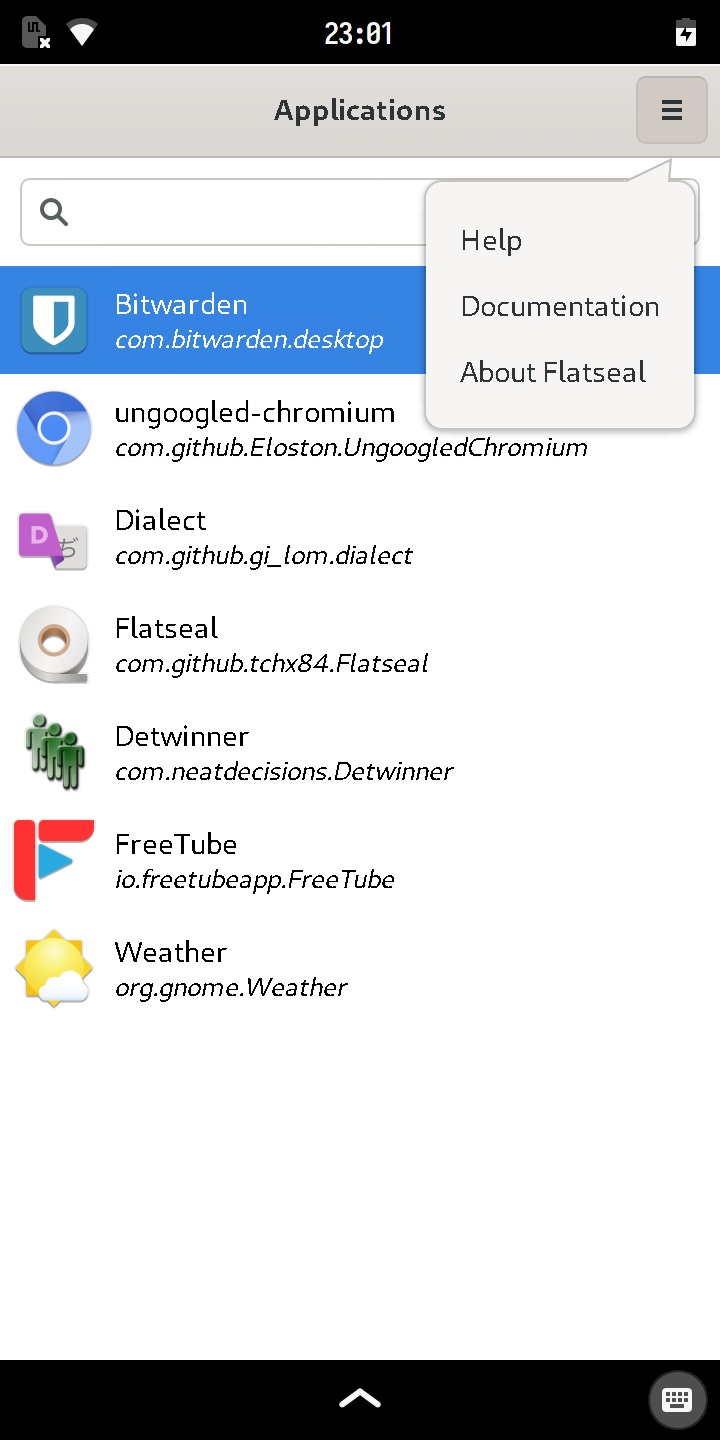 23:01
Applications
Help
Documentation
About Flatseal
Bitwarden
com.bitwarden.desktop
ungoogled-chromium
com.github.Eloston.UngoogledChromium
Dialect
com.github.gi_lom.dialect
Flatseal
com.github.tchx84.Flatseal
Detwinner
com.neatdecisions.Detwinner
FreeTube
io.freetubeapp.FreeTube
Weather
org.gnome.Weather